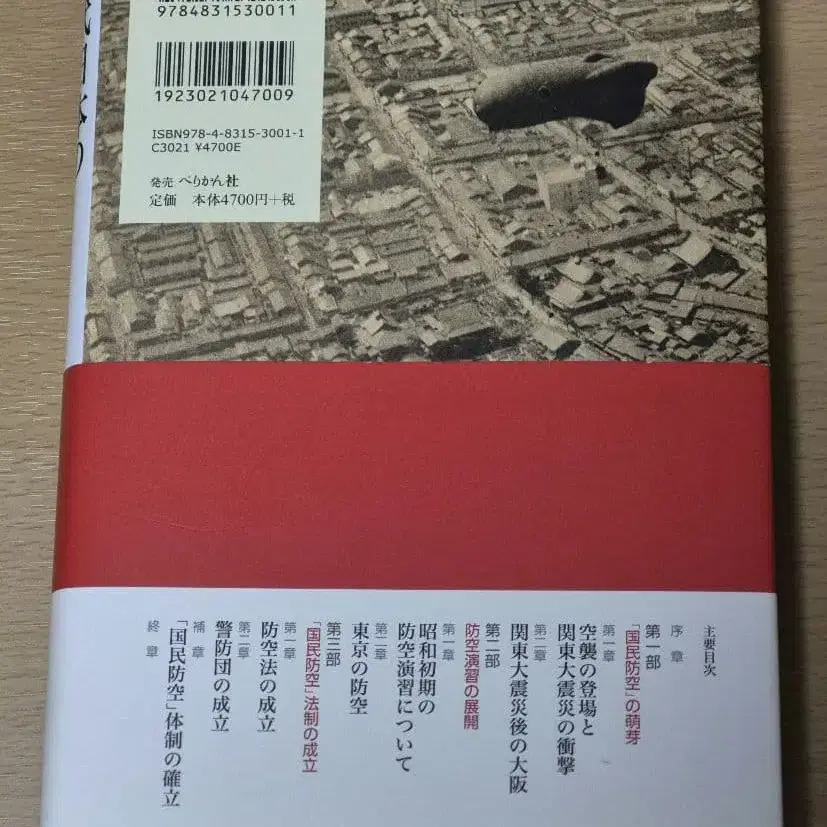 9784831530011
1923021047009
ISBN978-4-8315-3001-1
C3021 ¥4700E
発売 ぺりかん社
定価 本体4700円+税
主要目次
序章
第一部
「国民防空」の萌芽
第一章
空襲の登場と
関東大震災の衝撃
第二章
関東大震災後の大阪
第二部
防空演習の展開
第一章
昭和初期の
防空演習について
第二章
東京の防空
第三部
「国民防空」法制の成立
第一章
防空法の成立
第二章
警防団の成立
補章
「国民防空」体制の確立
終章